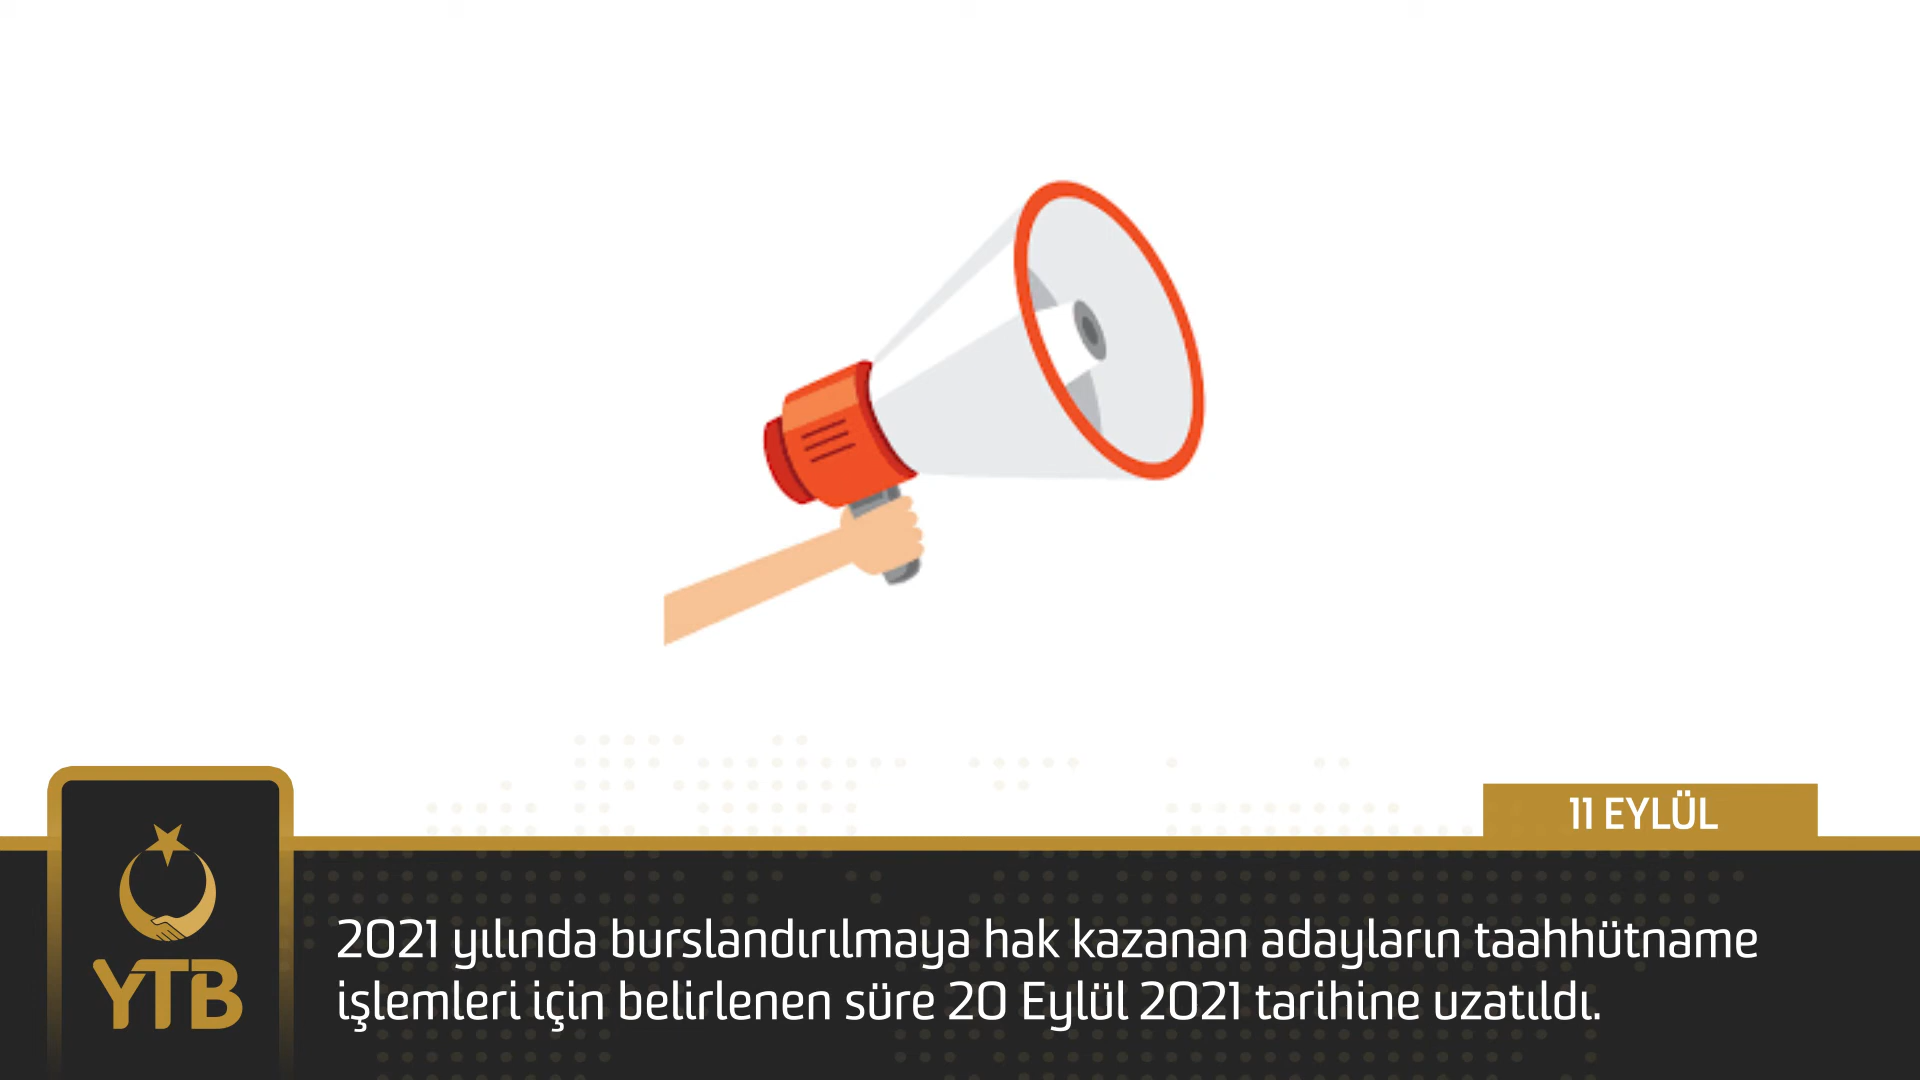 11 EYLÜL
2021 yılında burslandırılmaya hak kazanan adayların taahhütname
işlemleri için belirlenen süre 20 Eylül 2021 tarihine uzatıldı.
YTB